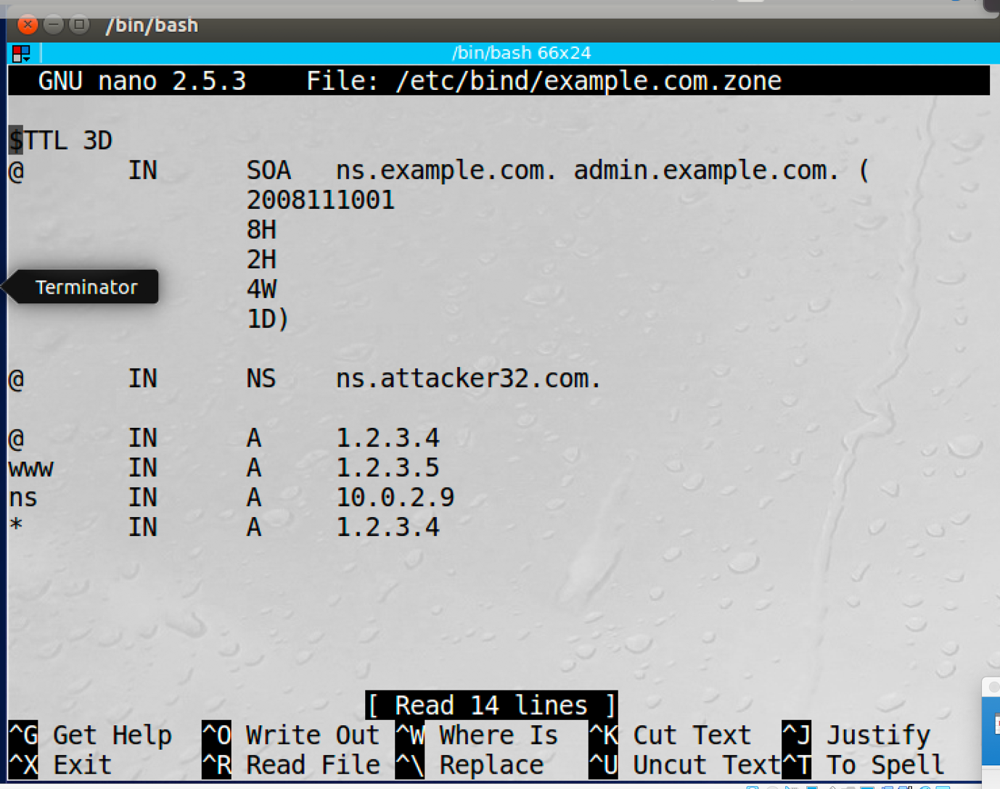 /bin/bash
/bin/bash 66x24
GNU nano 2.5.3 File: /etc/bind/example.com.zone
$TTL 3D
@ IN SOA ns.example.com. admin.example.com. (
2008111001
8H
2H
4W
1D)
Terminator
@ IN NS ns.attacker32.com.
@ IN A 1.2.3.4
www IN A 1.2.3.5
ns IN A 10.0.2.9
* IN A 1.2.3.4
[ Read 14 lines ]
^G Get Help ^O Write Out ^W Where Is ^K Cut Text ^J Justify
^X Exit ^R Read File ^\ Replace ^U Uncut Text ^T To Spell